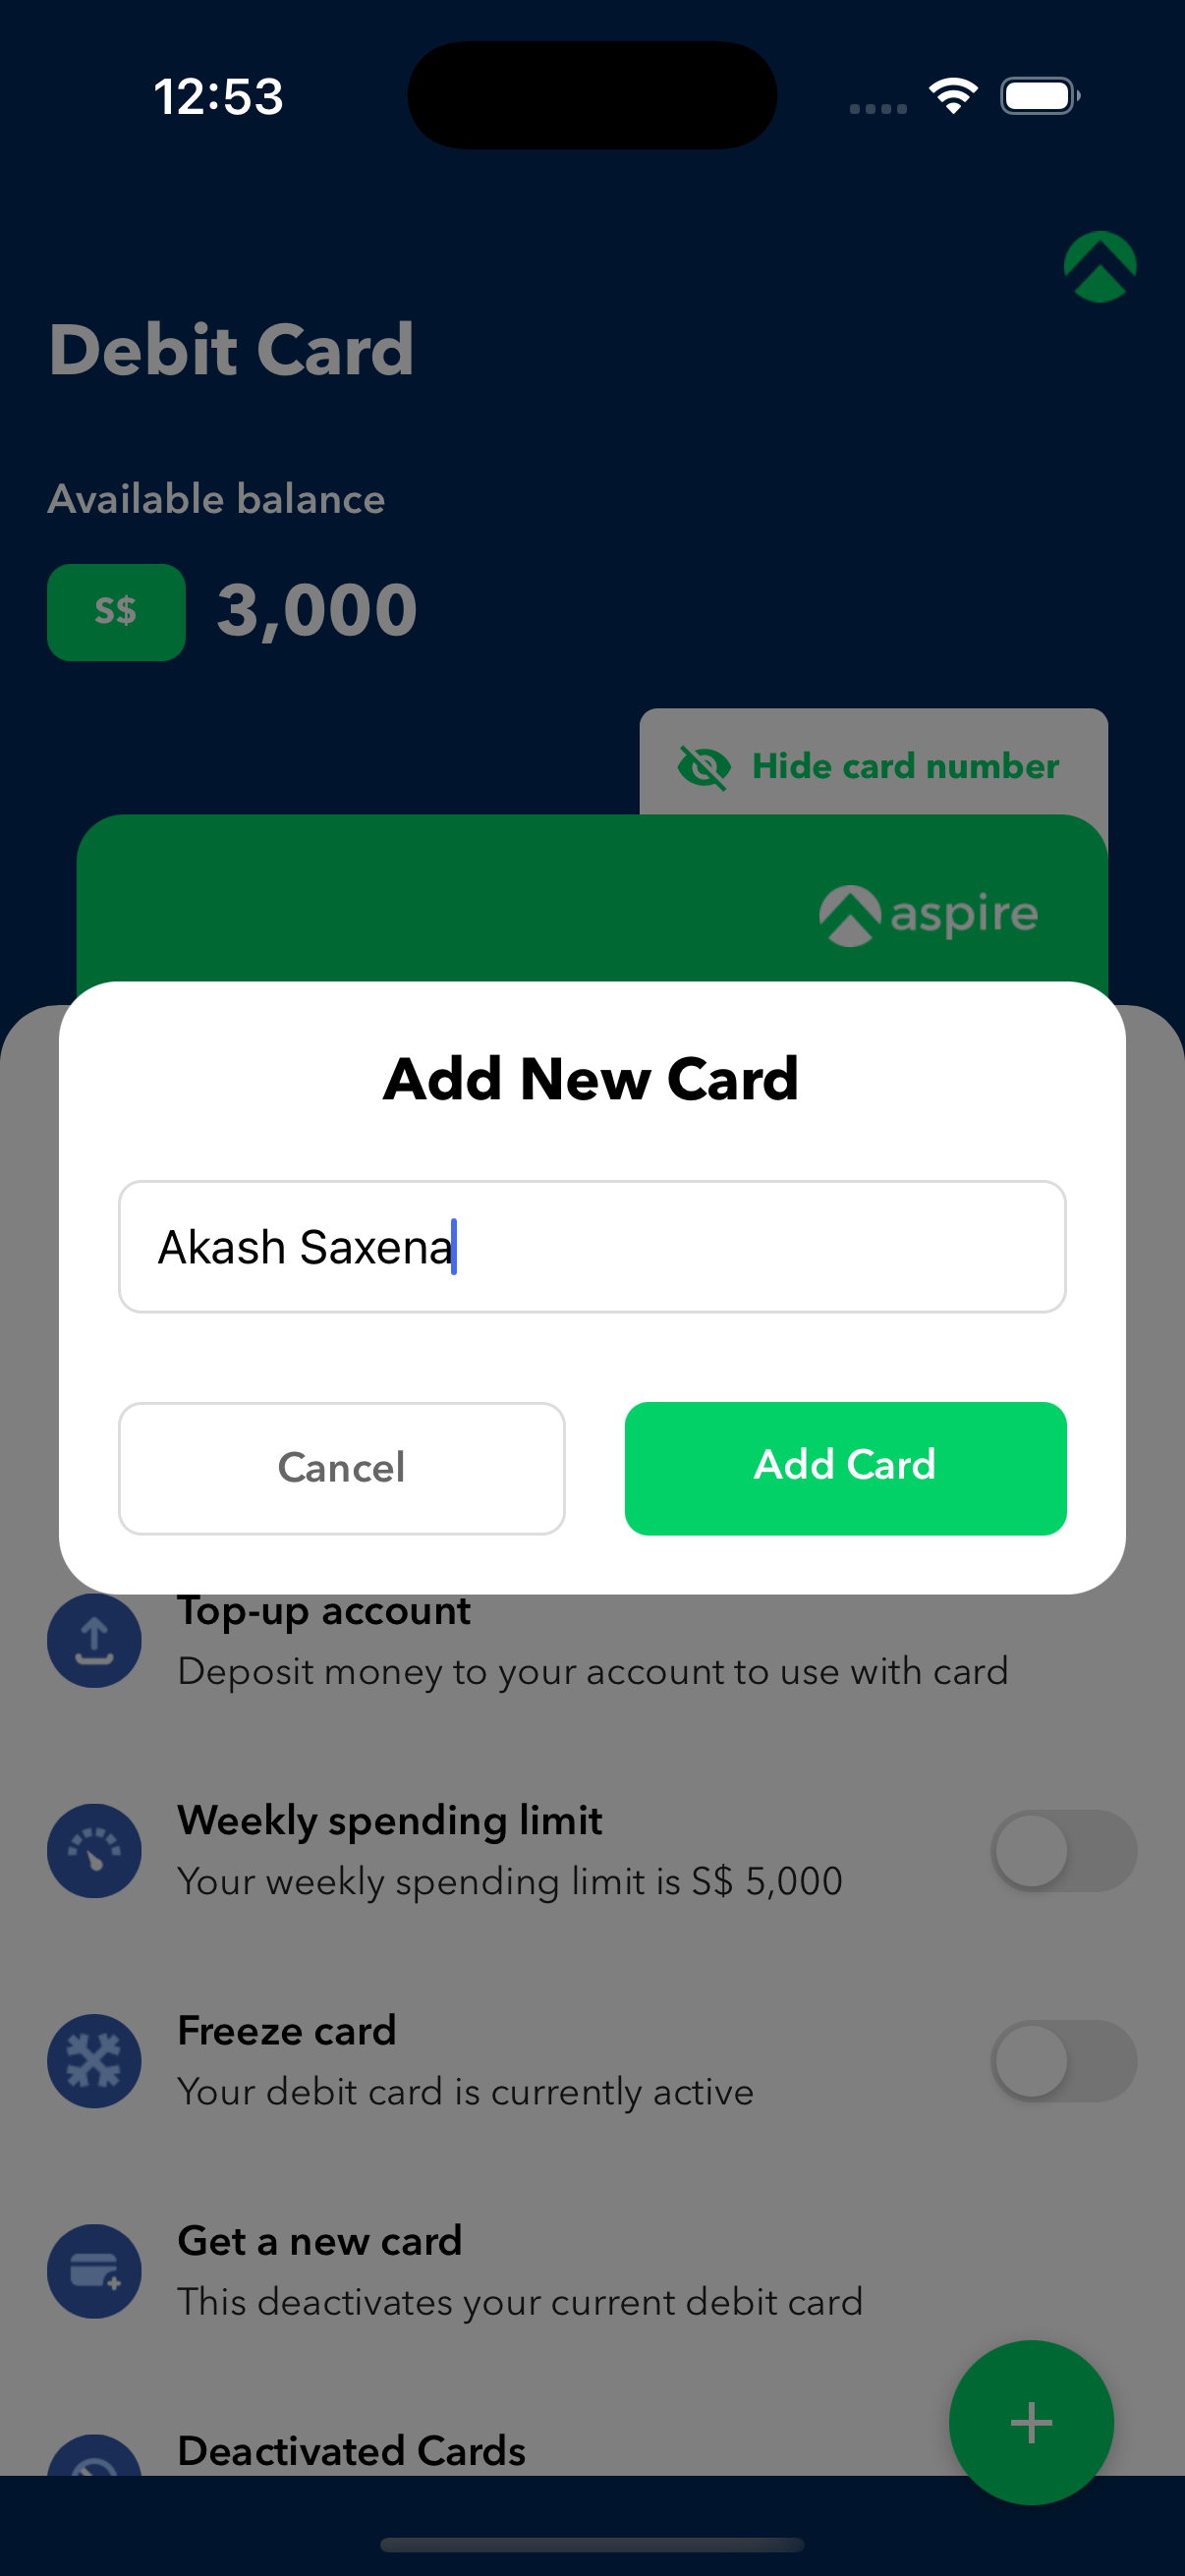 12:53
Debit Card
Available balance
S$ 3,000
Hide card number
aspire
Add New Card
Akash Saxena
Cancel
Add Card
Top-up account
Deposit money to your account to use with card
Weekly spending limit
Your weekly spending limit is S$ 5,000
Freeze card
Your debit card is currently active
Get a new card
This deactivates your current debit card
+
Deactivated Cards